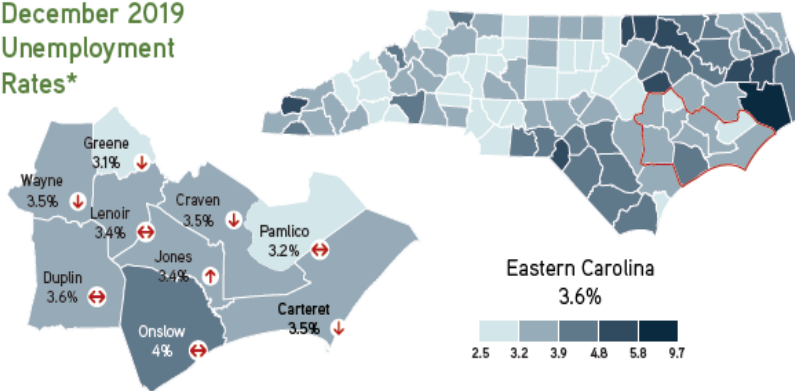 December 2019
Unemployment
Rates*
Greene
3.1%
Wayne
3.5%
Lenoir
3.4%
Craven
3.5%
Pamlico
3.2%
Jones
3.4%
Duplin
3.6%
Carteret
3.5%
Onslow
4%
Eastern Carolina
3.6%
2.5 3.2 3.9 4.8 5.8 9.7